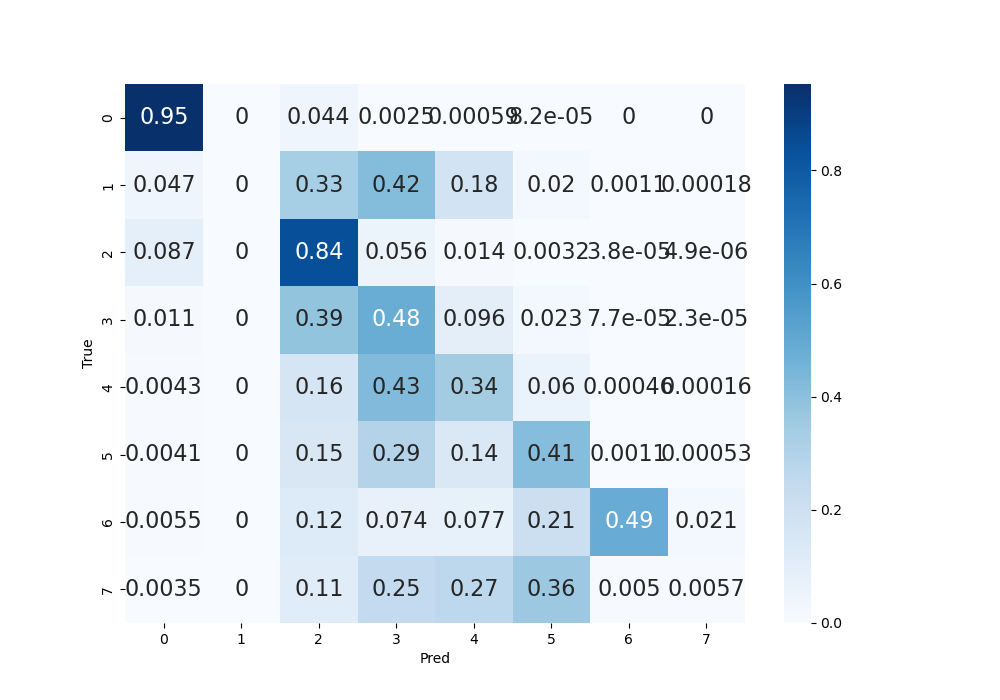 0 0.95 0 0.044 0.0025 0.00059 8.2e-05 0 0
1 0.047 0 0.33 0.42 0.18 0.02 0.0011 0.00018
0.8
2 0.087 0 0.84 0.056 0.014 0.0032 3.8e-05 4.9e-06
0.6
3 0.011 0 0.39 0.48 0.096 0.023 7.7e-05 2.3e-05
True
4 0.0043 0 0.16 0.43 0.34 0.06 0.00046 0.00016
0.4
5 0.0041 0 0.15 0.29 0.14 0.41 0.0011 0.00053
0.2
6 0.0055 0 0.12 0.074 0.077 0.21 0.49 0.021
7 0.0035 0 0.11 0.25 0.27 0.36 0.005 0.0057
0.0
0 1 2 3 4 5 6 7
Pred